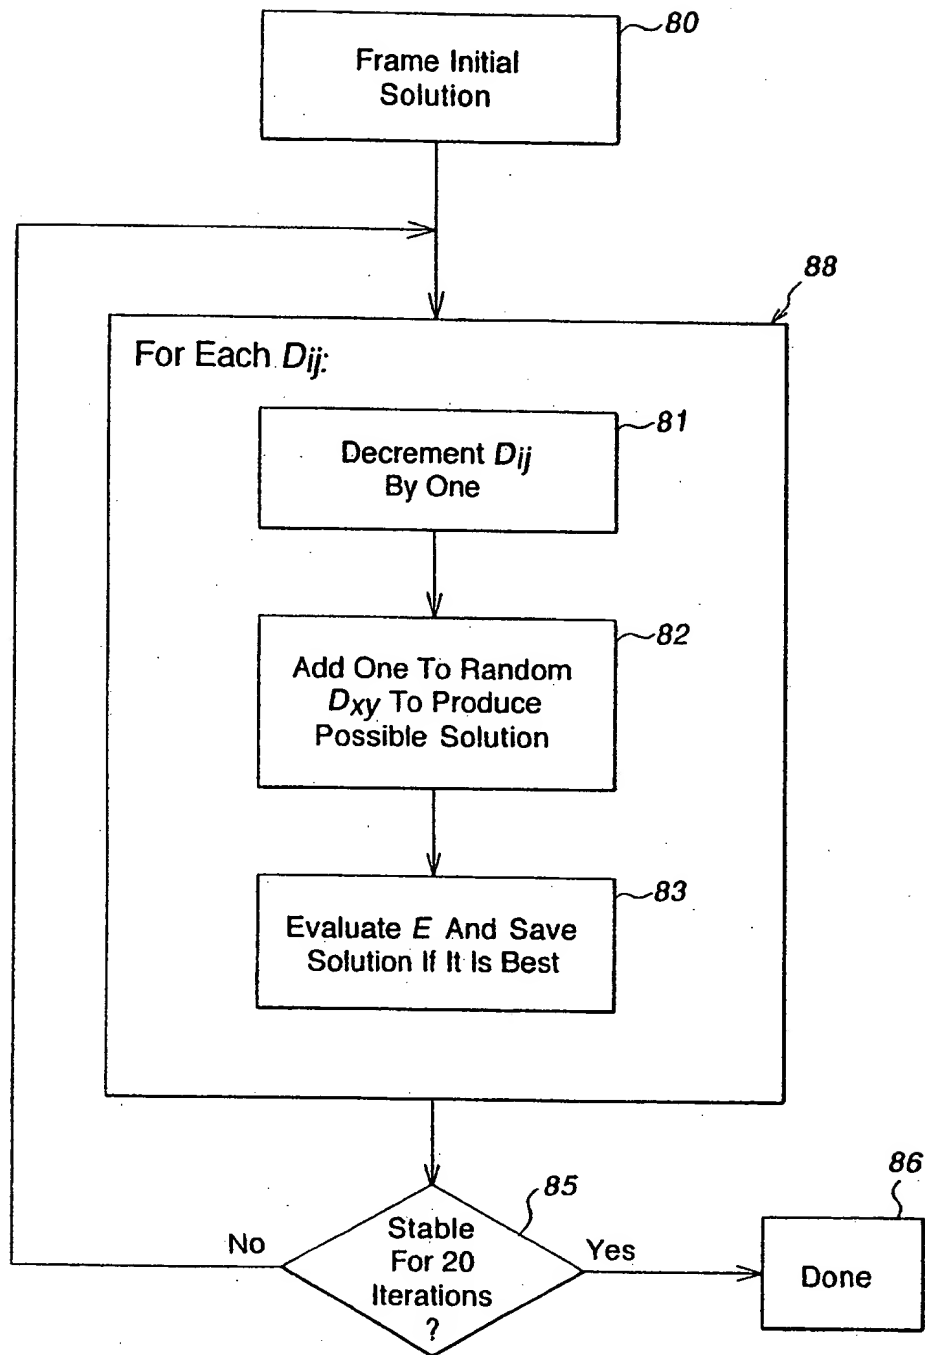 80
Frame Initial
Solution
88
For Each Dij:
81
Decrement Dij
By One
82
Add One To Random
Dxy To Produce
Possible Solution
83
Evaluate E And Save
Solution If It Is Best
85
86
No
Stable
For 20
Iterations
?
Yes
Done